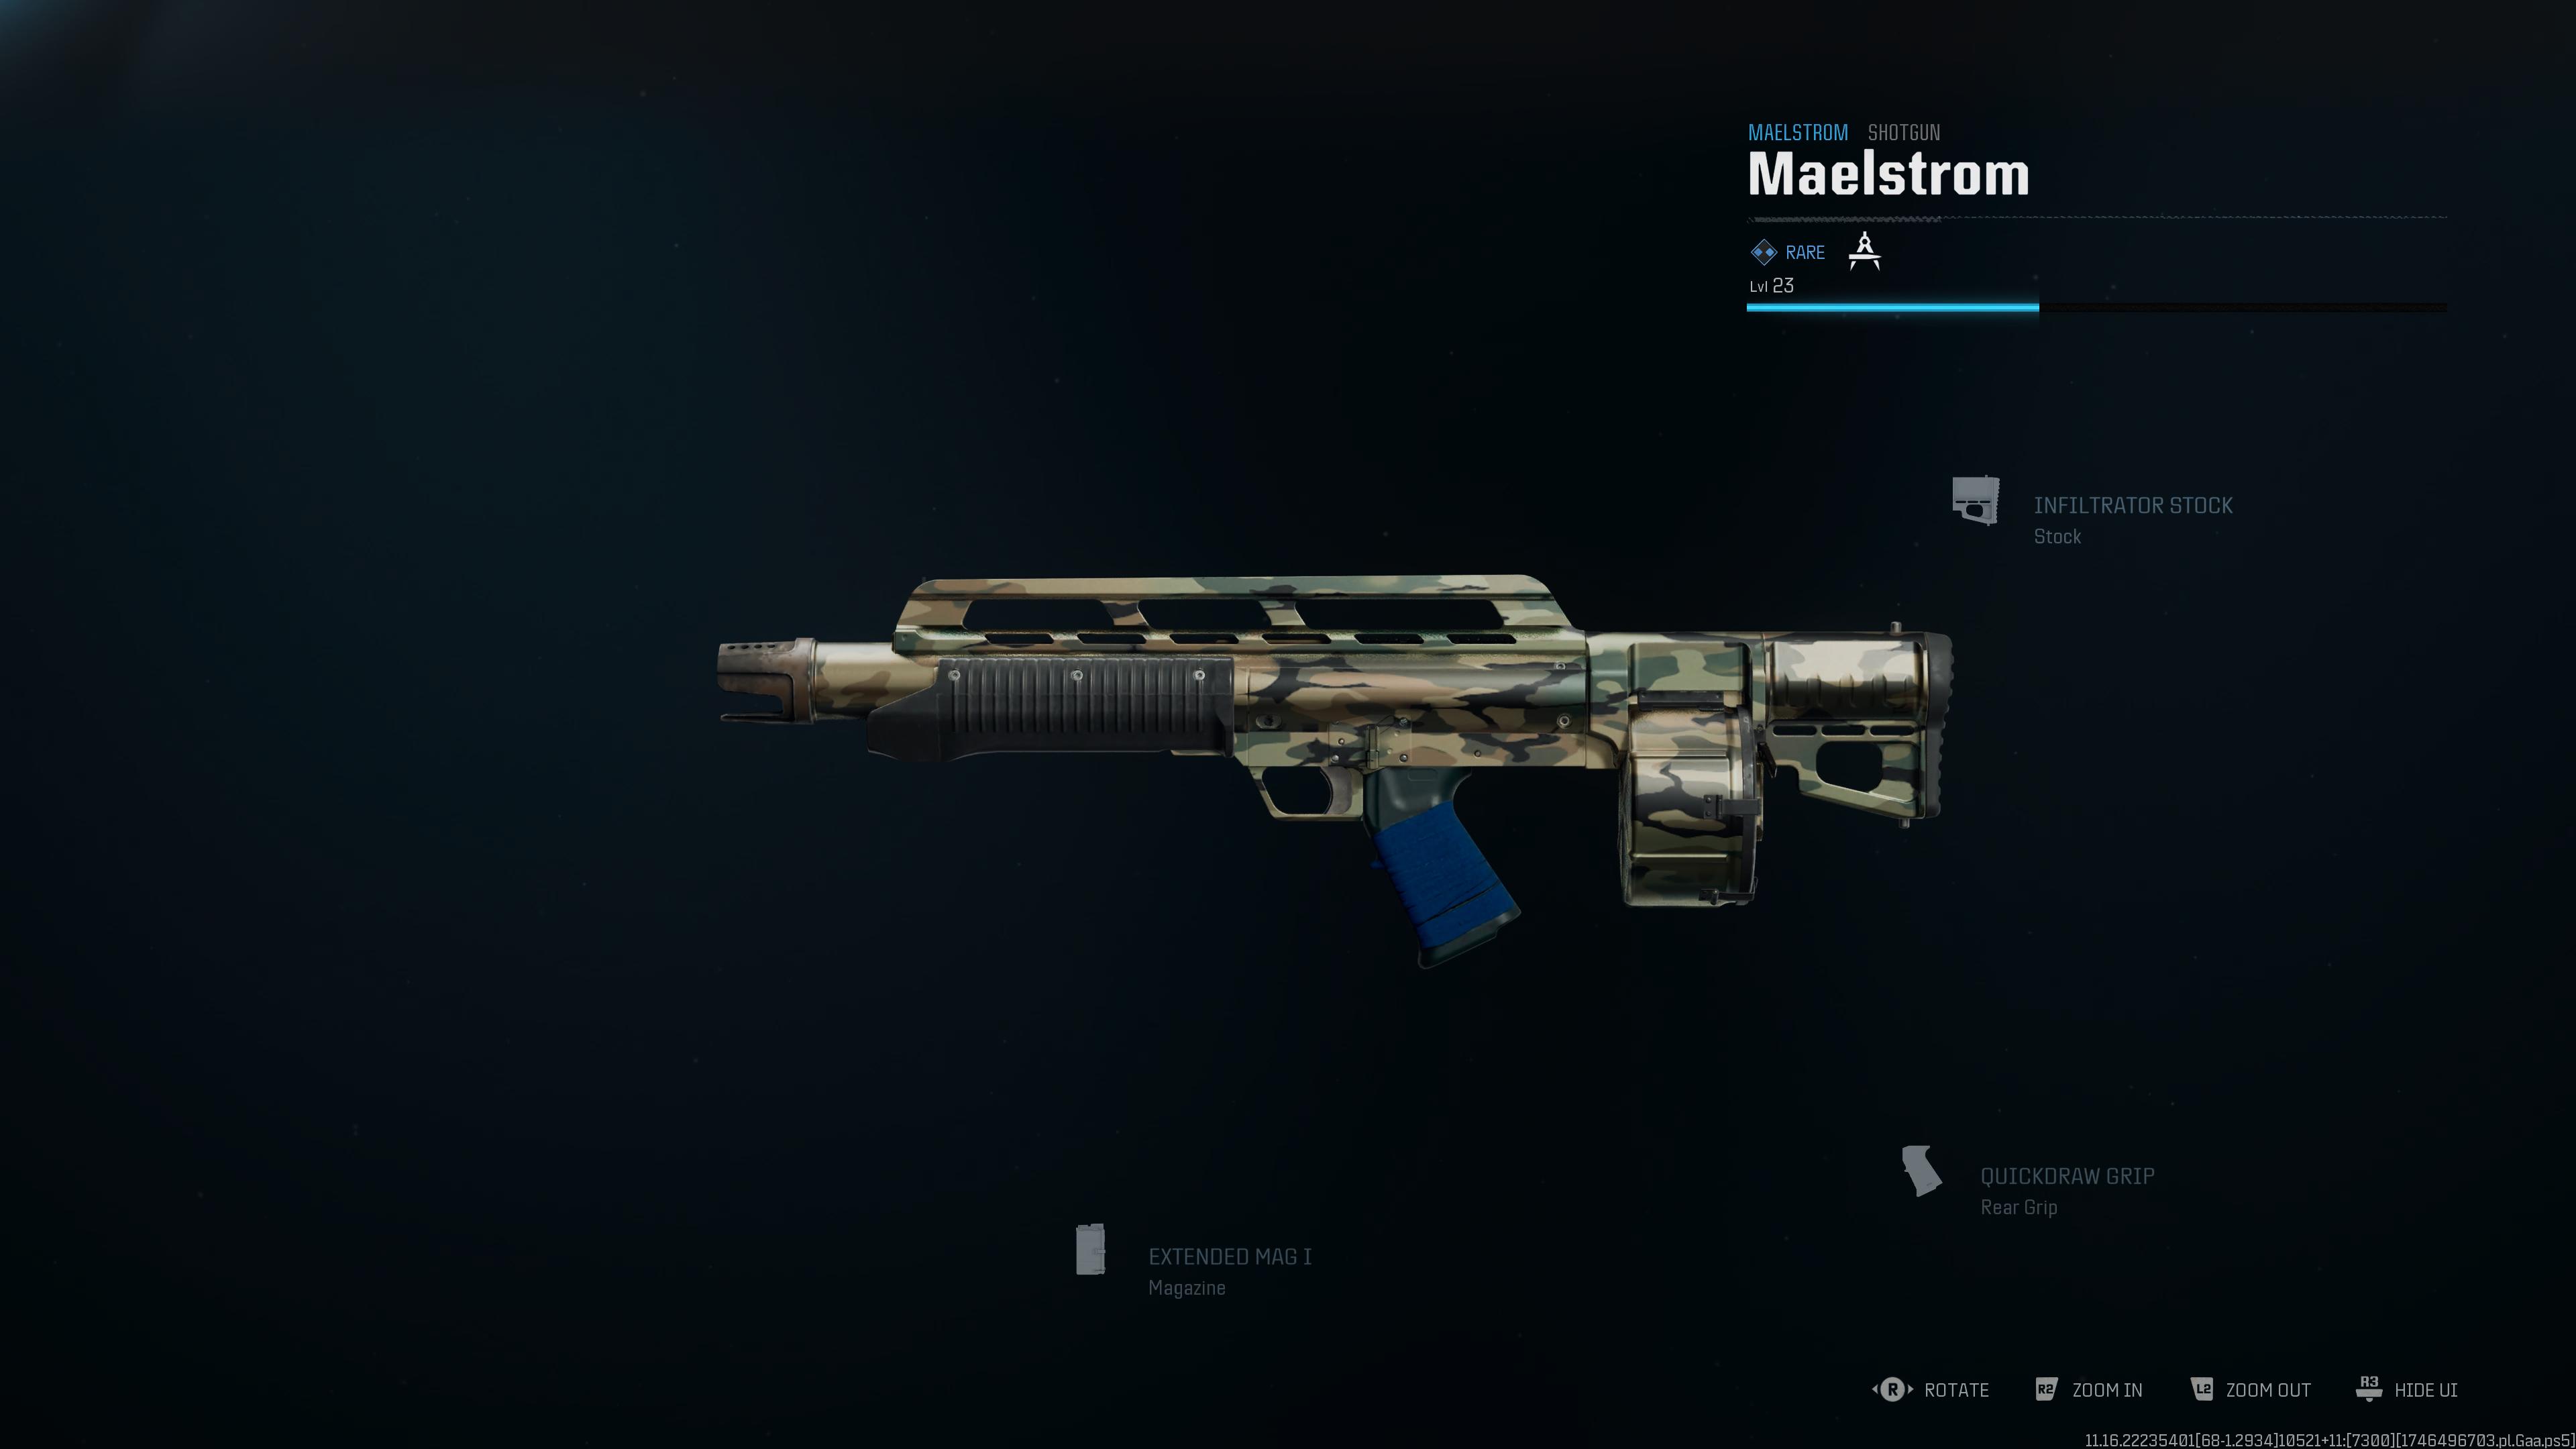 MAELSTROM SHOTGUN
Maelstrom
RARE
Lvl 23
INFILTRATOR STOCK
Stock
QUICKDRAW GRIP
Rear Grip
EXTENDED MAG I
Magazine
R ROTATE R2 ZOOM IN L2 ZOOM OUT R3 HIDE UI
11.16.22235401[68-1.2934]10521+11:[7300][1746496703.pl.Gaa.ps5]